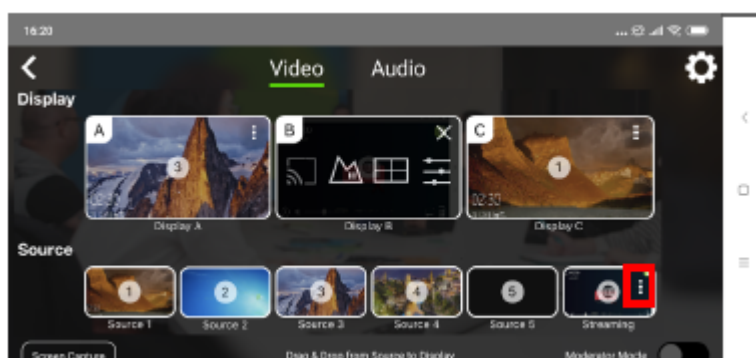 16:20
Video Audio
Display
A
3
B
C
1
02:30
Display A Display B Display C
Source
1 2 3 4 5
Source 1 Source 2 Source 3 Source 4 Source 5 Streaming
Screen Capture Drag & Drop from Source to Display Moderator Mode